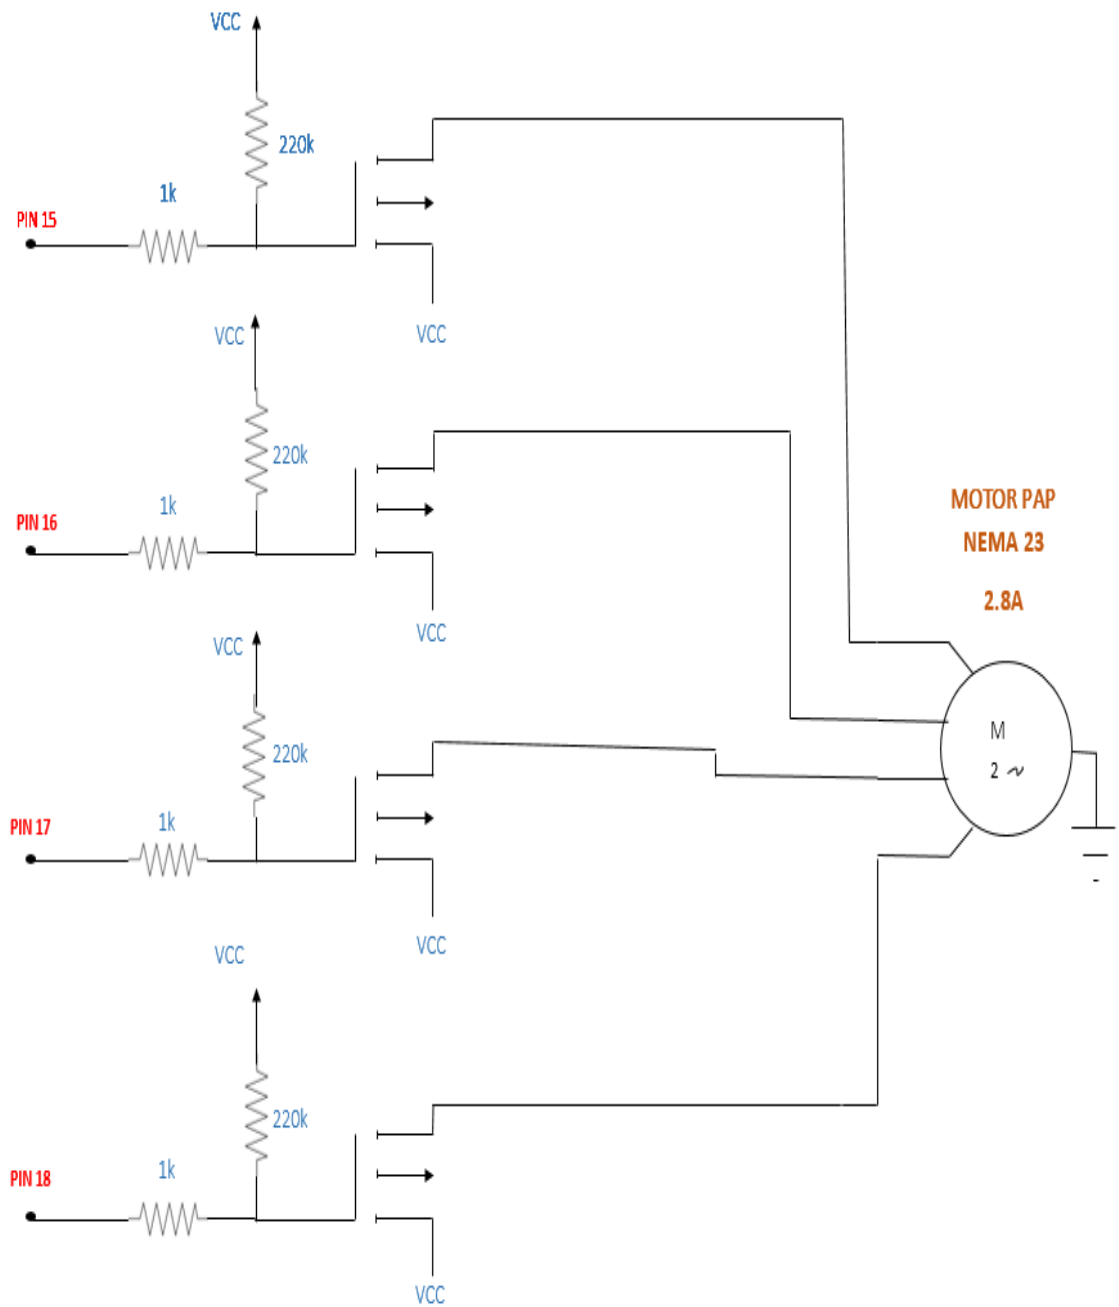 VCC
220k
1k
PIN 15
VCC
VCC
220k
1k
PIN 16
VCC
VCC
220k
1k
PIN 17
VCC
VCC
220k
1k
PIN 18
VCC
MOTOR PAP
NEMA 23
2.8A
M
2 ~